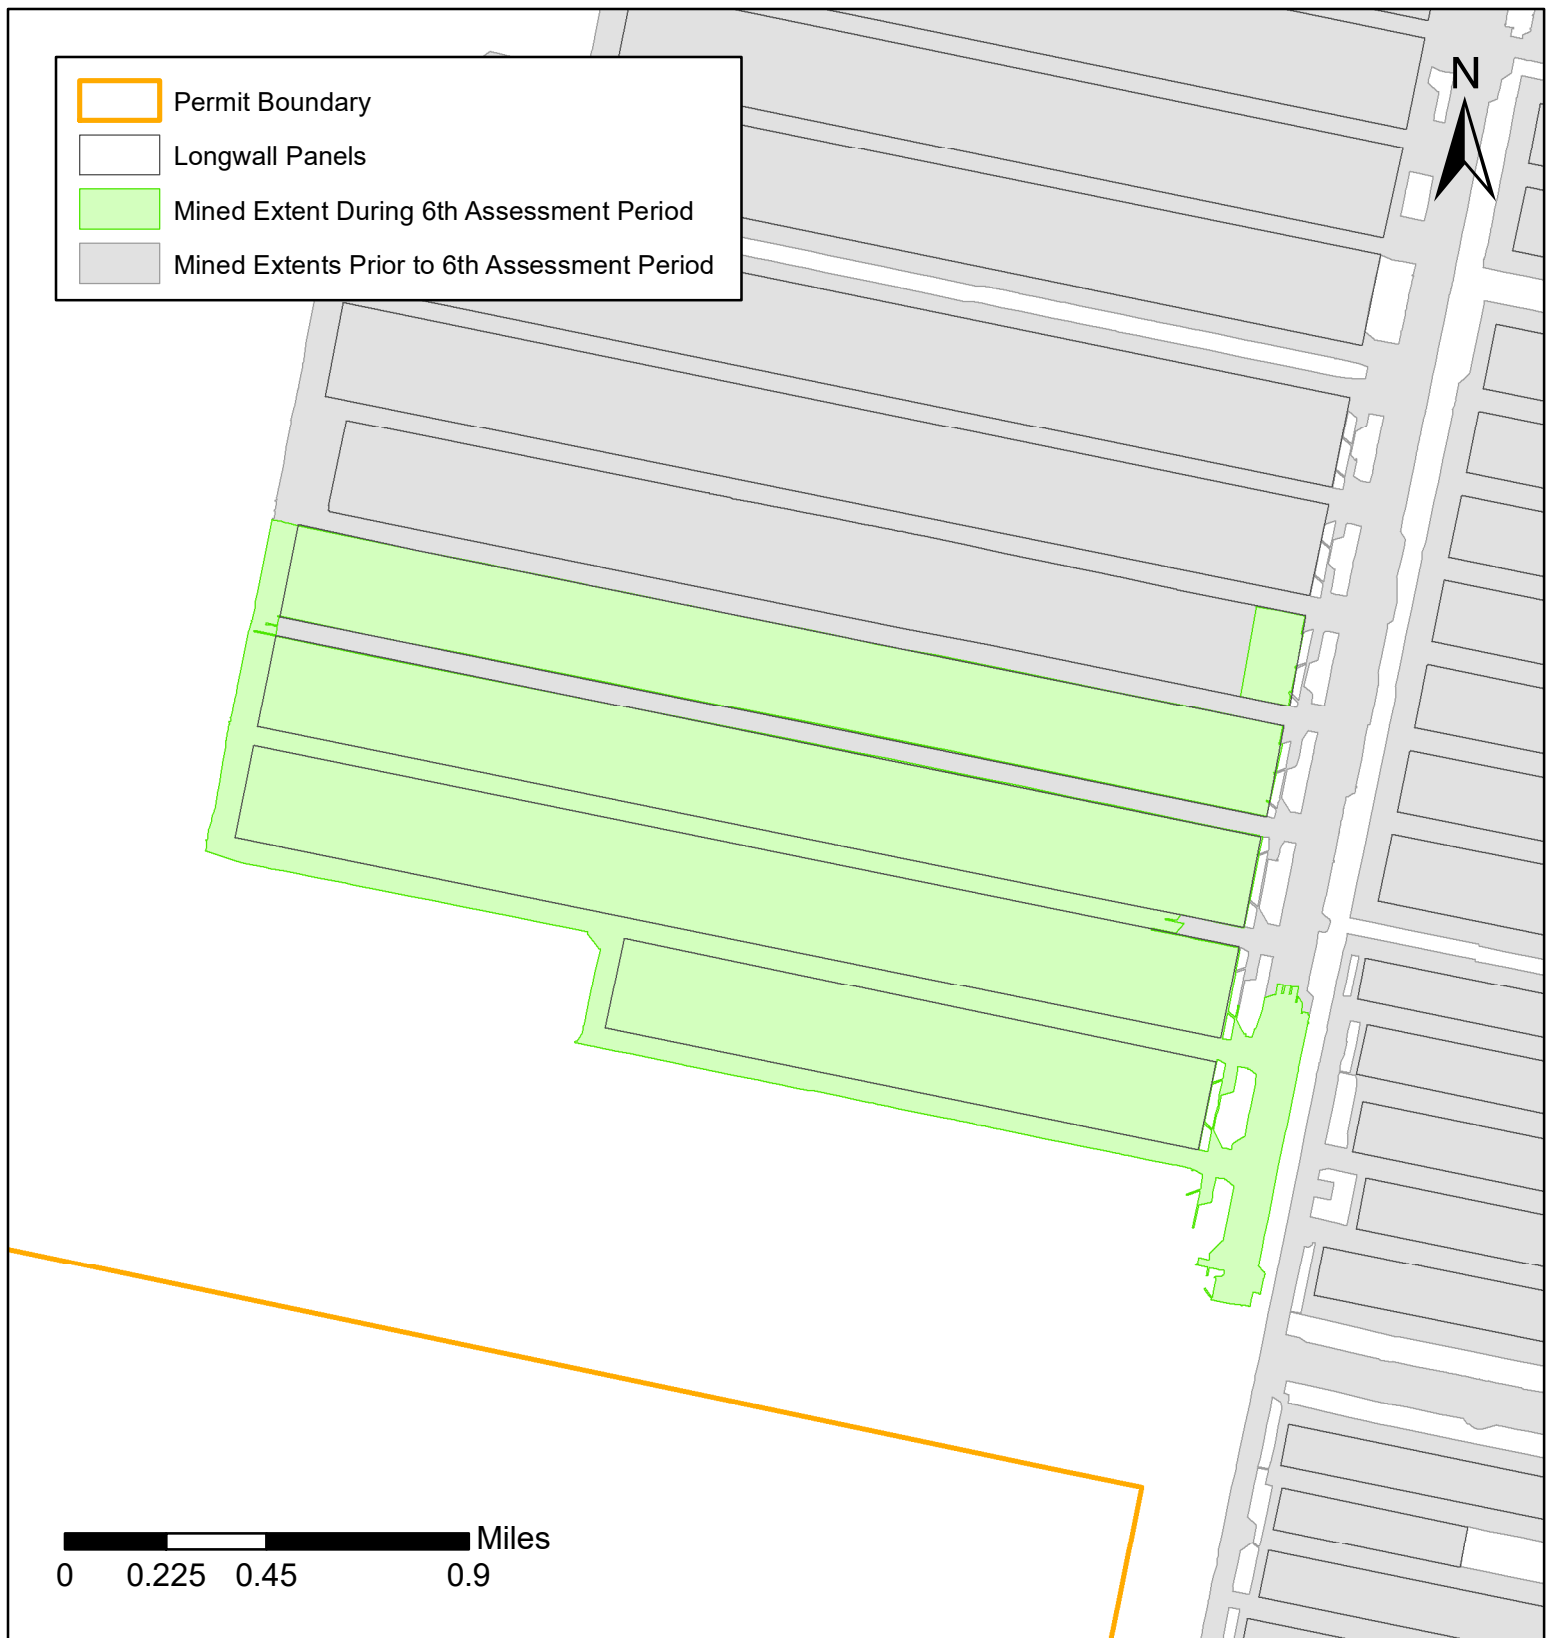 Permit Boundary
Longwall Panels
Mined Extent During 6th Assessment Period
Mined Extents Prior to 6th Assessment Period
N
Miles
0 0.225 0.45 0.9